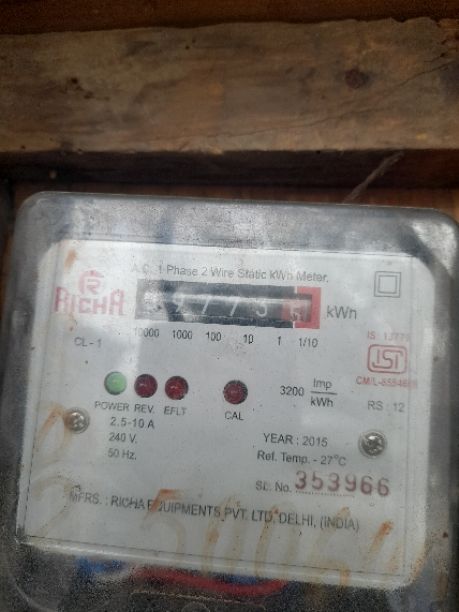 A.C. 1 Phase 2 Wire Static kWh Meter,
R
RICHA
kWh
10000 1000 100 10 1 1/10
CL - 1
IS: 13779
ISI
3200 Imp/kWh
RS : 12
POWER REV. EFLT CAL
2.5-10 A
240 V.
50 Hz.
YEAR : 2015
Ref. Temp. - 27°C
SL. No. 353966
MFRS. : RICHA EQUIPMENTS PVT. LTD, DELHI, (INDIA)